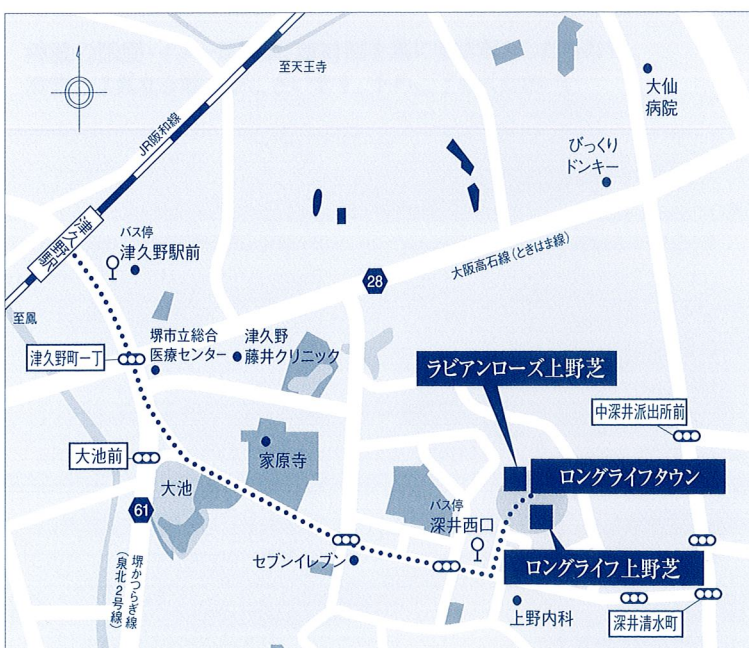 至天王寺
大仙
病院
JR阪和線
びっくり
ドンキー
津久野駅
バス停
津久野駅前
大阪高石線(ときはま線)
28
至鳳
津久野町一丁
堺市立総合
医療センター
津久野
藤井クリニック
ラビアンローズ上野芝
中深井派出所前
大池前
家原寺
大池
ロングライフタウン
61
バス停
深井西口
堺かつらぎ線
(泉北2号線)
セブンイレブン
ロングライフ上野芝
上野内科
深井清水町